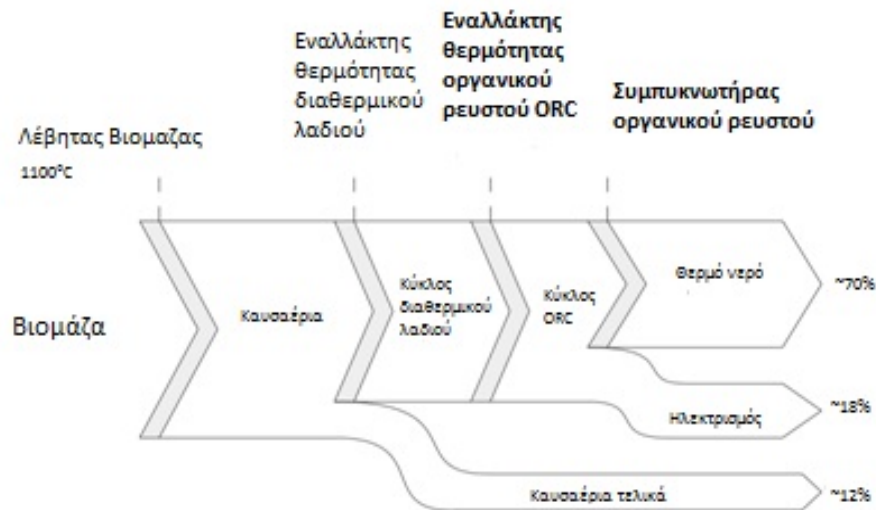 Λέβητας Βιομαζας
1100°C
Εναλλάκτης
θερμότητας
διαθερμικού
λαδιού
Εναλλάκτης
θερμότητας
οργανικού
ρευστού ORC
Συμπυκνωτήρας
οργανικού ρευστού
Βιομάζα
Καυσαέρια
Κύκλος
διαθερμικού
λαδιού
Κύκλος
ORC
Θερμό νερό
~70%
Ηλεκτρισμός
~18%
Καυσαέρια τελικά
~12%